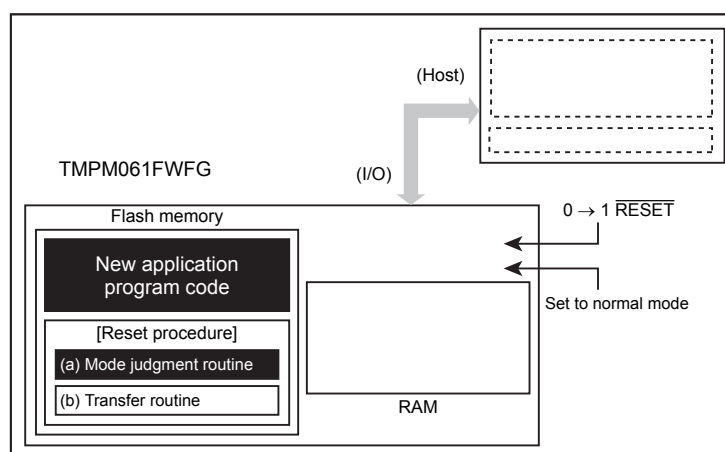 (Host)
TMPM061FWFG
(I/O)
Flash memory
0 → 1 RESET
New application
program code
Set to normal mode
[Reset procedure]
(a) Mode judgment routine
(b) Transfer routine
RAM